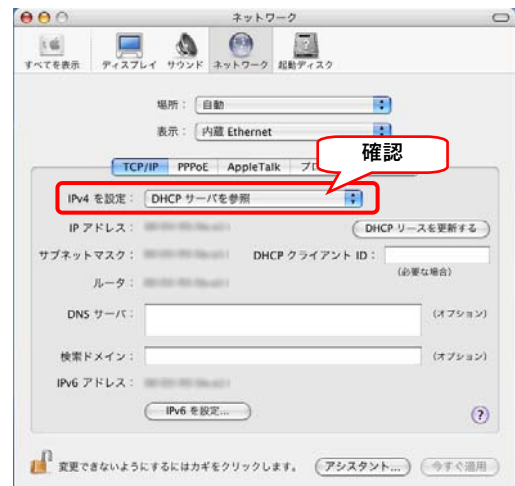 ネットワーク
すべてを表示 ディスプレイ サウンド ネットワーク 起動ディスク
場所： 自動
表示： 内蔵 Ethernet
確認
TCP/IP PPPoE AppleTalk プロ
IPv4 を設定： DHCP サーバを参照
IP アドレス： DHCP リースを更新する
サブネットマスク： DHCP クライアント ID：
(必要な場合)
ルータ：
DNS サーバ： (オプション)
検索ドメイン： (オプション)
IPv6 アドレス：
IPv6 を設定... ?
変更できないようにするにはカギをクリックします。 アシスタント... 今すぐ適用